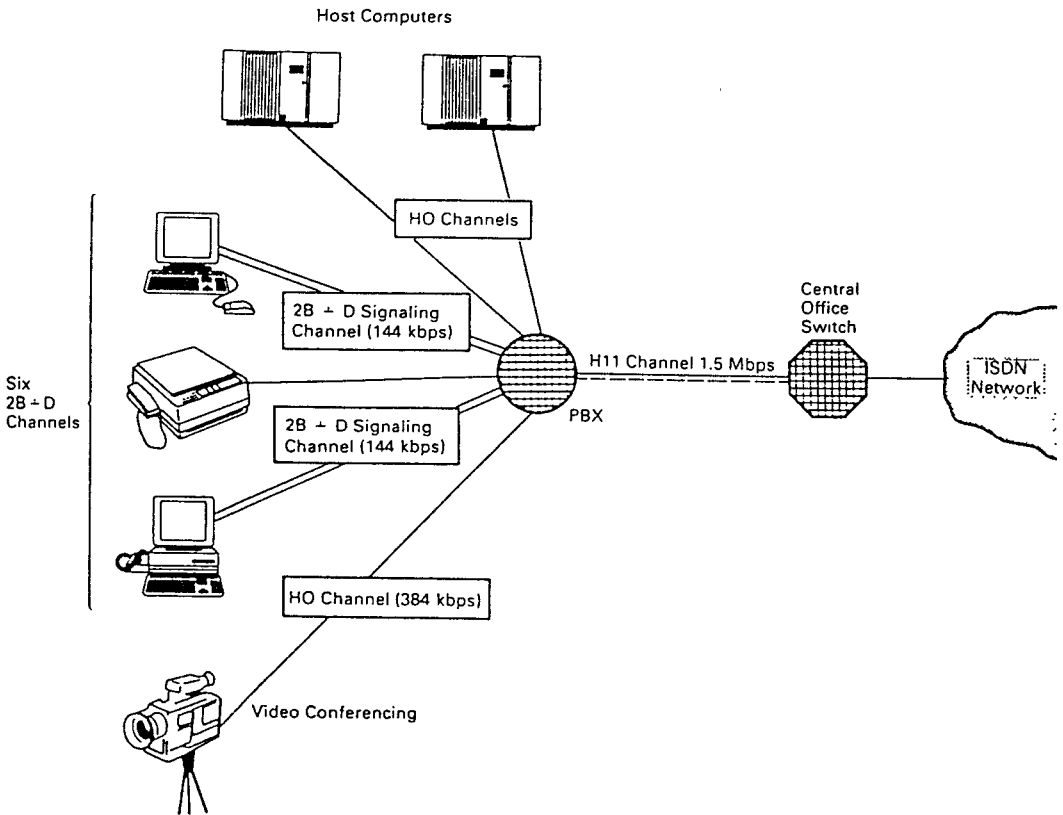 Host Computers
HO Channels
2B + D Signaling
Channel (144 kbps)
Six
2B + D
Channels
2B + D Signaling
Channel (144 kbps)
H11 Channel 1.5 Mbps
PBX
Central
Office
Switch
ISDN
Network
HO Channel (384 kbps)
Video Conferencing